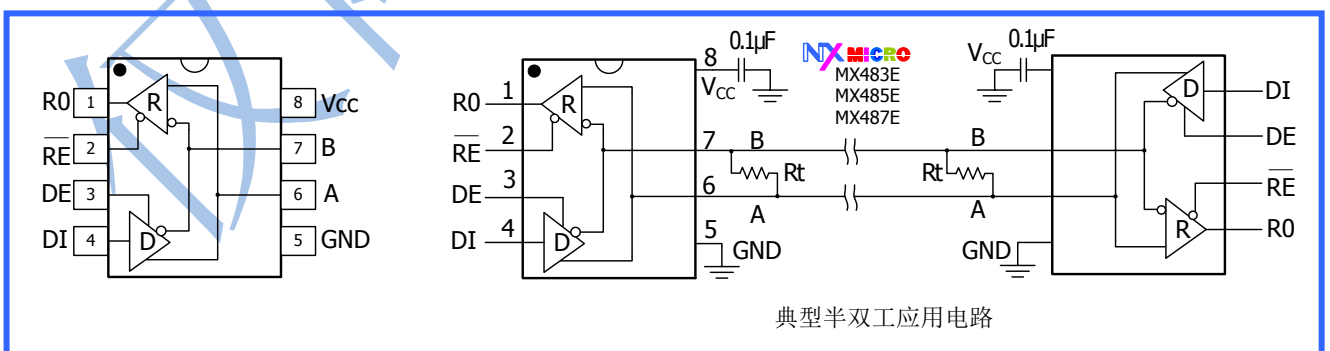 R0 1
RE 2
DE 3
DI 4
R
D
8 Vcc
7 B
6 A
5 GND
R0 1
RE 2
DE 3
DI 4
R
D
8
VCC
0.1μF
7 B
6
A
5
GND
Rt
NX MICRO
MX483E
MX485E
MX487E
VCC
0.1μF
B
Rt
A
GND
D
R
DI
DE
RE
R0
典型半双工应用电路